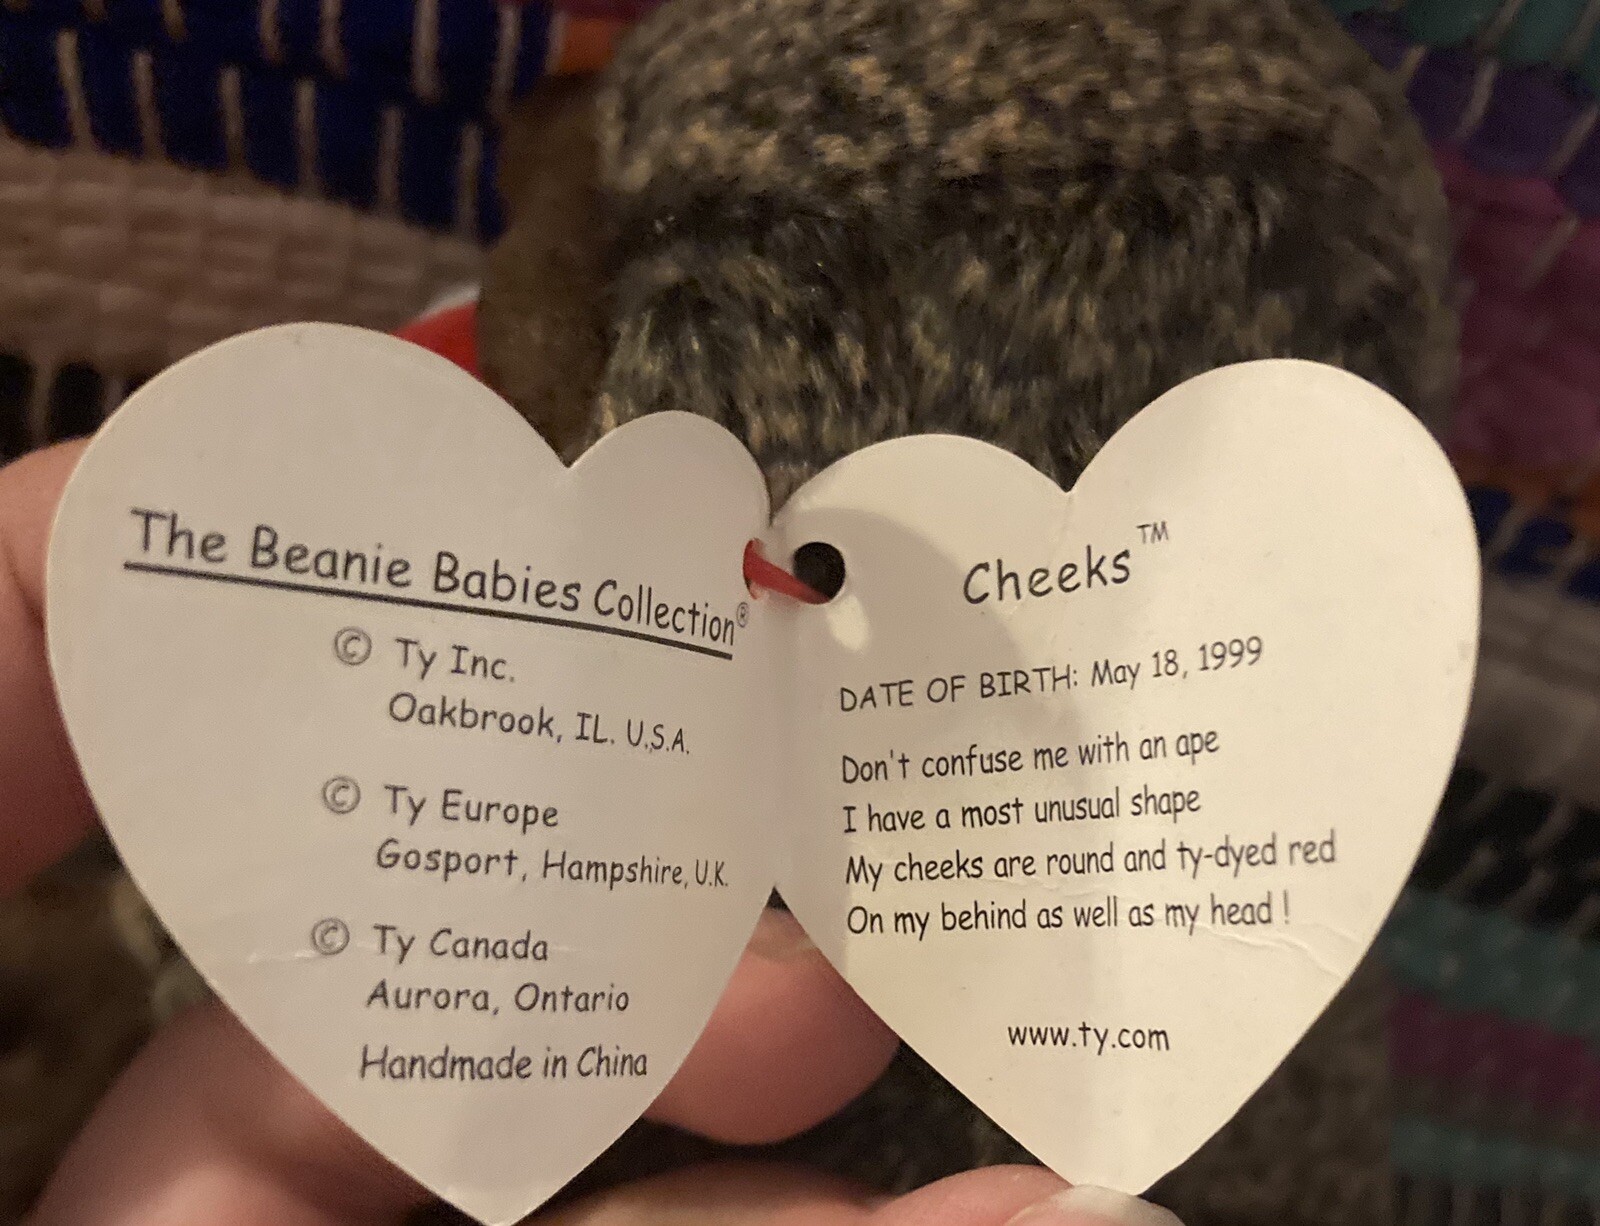 The Beanie Babies Collection®
© Ty Inc.
Oakbrook, IL. U.S.A.
© Ty Europe
Gosport, Hampshire, U.K.
© Ty Canada
Aurora, Ontario
Handmade in China
Cheeks™
DATE OF BIRTH: May 18, 1999
Don't confuse me with an ape
I have a most unusual shape
My cheeks are round and ty-dyed red
On my behind as well as my head !
www.ty.com